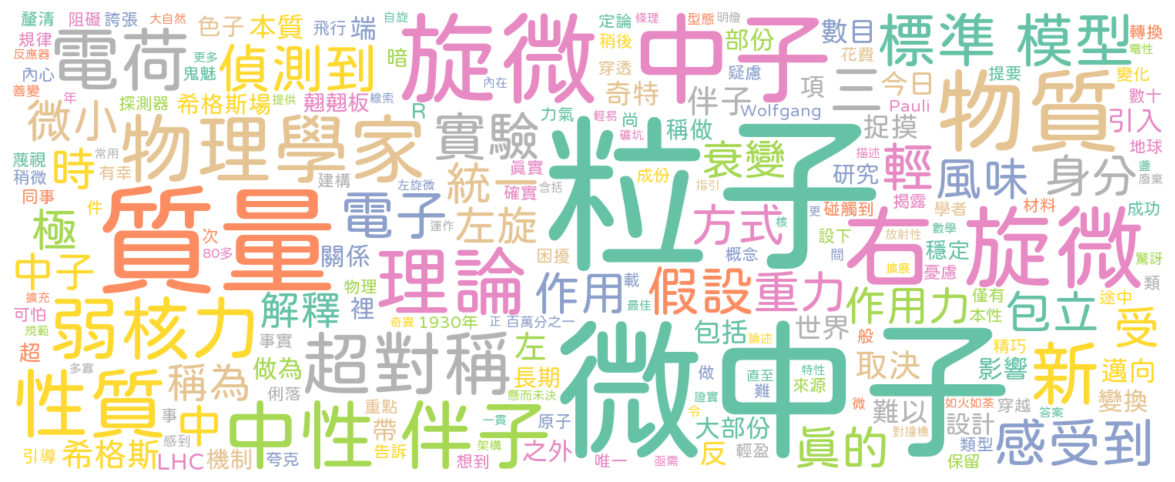 釐清 阻礙 誇張 大自然 色子 本質 飛行 端 自旋 旋微 中子 定論 條理 型態 明燈 數目 標準 模型 轉換
規律 反應器 電荷 偵測到 暗 稍後 部份 花費 電性
內心 更多 鬼魅 內在 穿透 疑慮 項 三 今日 提要 變化
善變 年 探測器 希格斯場 提供 翹翹板 線索 奇特 伴子 Wolfgang Pauli 物質 數十 引入
微小 物理學家 R 力氣 輕易 尚 稱做 捉摸 地球
常用 實驗 礦坑 粒子 衰變 描述 輕 盞
蔑視 時 有幸 建構 眞實 成份 研究 風味 身分 廢棄
稍微 同事 左旋微 統一 確實 含括 指引 揭露 材料 成功
件 質量 電子 運作 左旋 方式 核 更 碰觸到 學者 右 旋微
極 次 80多 關係 困擾 概念 設下 放射性 數學 穩定 驚訝
中子 物理 理論 載 作用 假設 重力 間 擴展 憂慮 類
擴充 可怕 弱核力 解釋 裡 最佳 作用力 僅有 本性 包立 途中
規範 事實 奇異 1930年 正 百萬分之一 論述 包括 世界 般 精巧 受
超 做為 超對稱 左 微中子 做 直至 特性 取決 影響 新 邁向
多寡 俐落 長期 懸而未決 難 來源
性質 稱為 重點 一貫 原子 證實 微 難以 如火如荼 穿越 答案 變換
事 中 中性 伴子 帶 架構 令 大部份 對撞機 設計
引導 希格斯 感到 LHC 機制 夸克 告訴 想到 之外 唯一 亟需 反 輕盈 眞的 保留 類型 感受到